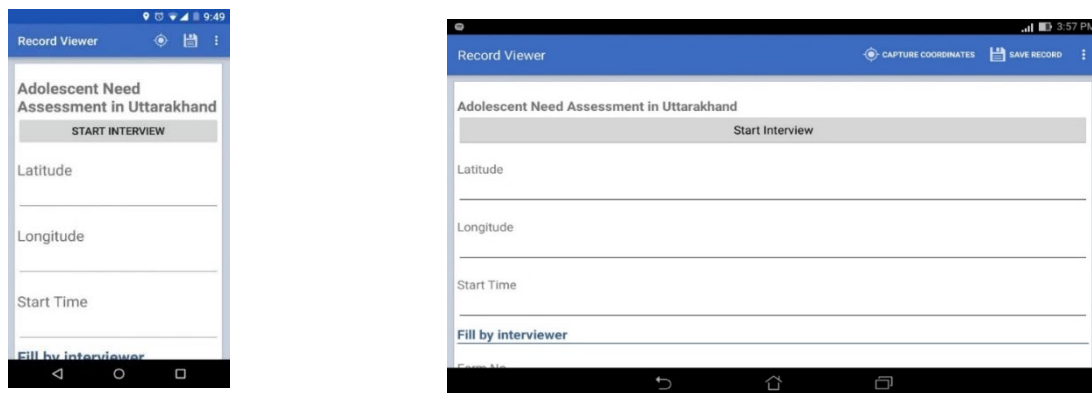 9:49
Record Viewer
Adolescent Need
Assessment in Uttarakhand
START INTERVIEW
Latitude
Longitude
Start Time
Fill by interviewer
3:57 PM
Record Viewer
CAPTURE COORDINATES
SAVE RECORD
Adolescent Need Assessment in Uttarakhand
Start Interview
Latitude
Longitude
Start Time
Fill by interviewer
Form No